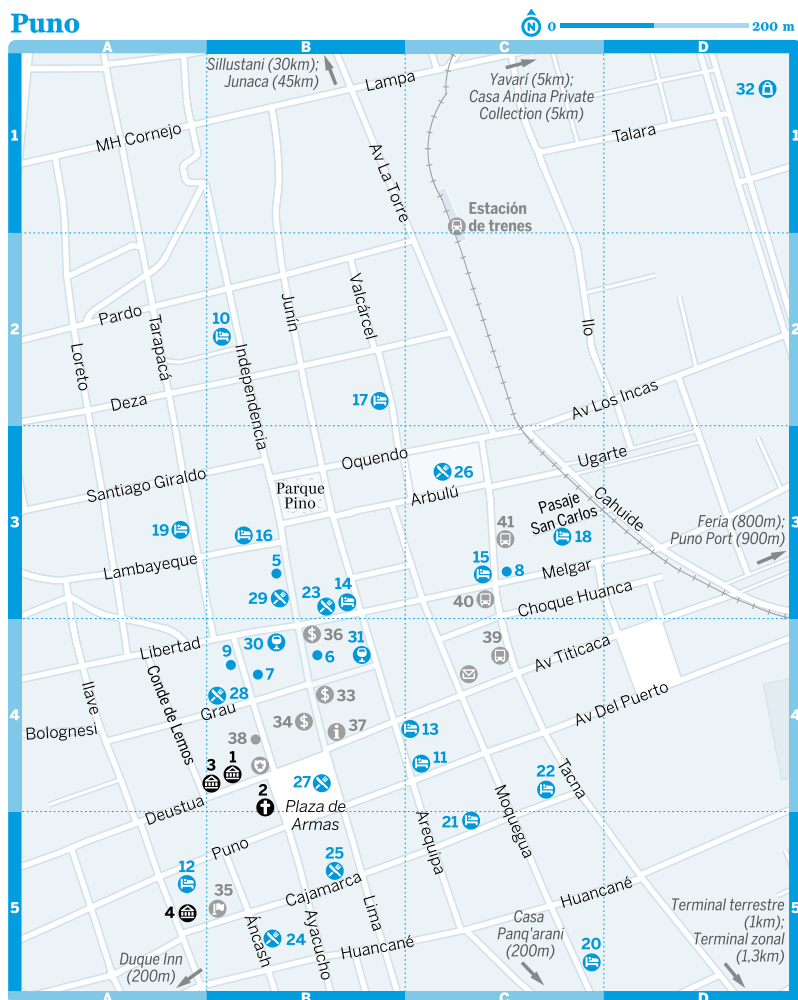 Puno
N 0 200 m
A B C D
Sillustani (30km);
Junaca (45km)
Lampa
Yavarí (5km);
Casa Andina Private
Collection (5km)
32
1
1
MH Cornejo
Talara
Av La Torre
Estación
de trenes
Pardo
Tarapacá
Loreto
10
Junín
Valcárcel
Independencia
Ilo
2
2
Deza
17
Av Los Incas
Santiago Giraldo
Oquendo
26
Ugarte
Parque
Pino
Arbulú
Pasaje
San Carlos
Cahuide
3
3
Feria (800m);
Puno Port (900m)
19
16
41
18
Lambayeque
5
15
8
Melgar
29
23
14
40
Choque Huanca
Libertad
30
36
31
39
9
7
6
Av Titicaca
Conde de Lemos
Ilave
28
33
Av Del Puerto
Grau
4
4
Bolognesi
34
37
13
38
3
1
11
2
27
22
Tacna
Deustua
Plaza de
Armas
Arequipa
21
Moquegua
Puno
12
25
Cajamarca
35
4
Lima
Huancané
5
5
Áncash
Ayacucho
24
Huancané
Casa
Panq'arani
(200m)
20
Terminal terrestre
(1km);
Terminal zonal
(1,3km)
Duque Inn
(200m)
A B C D